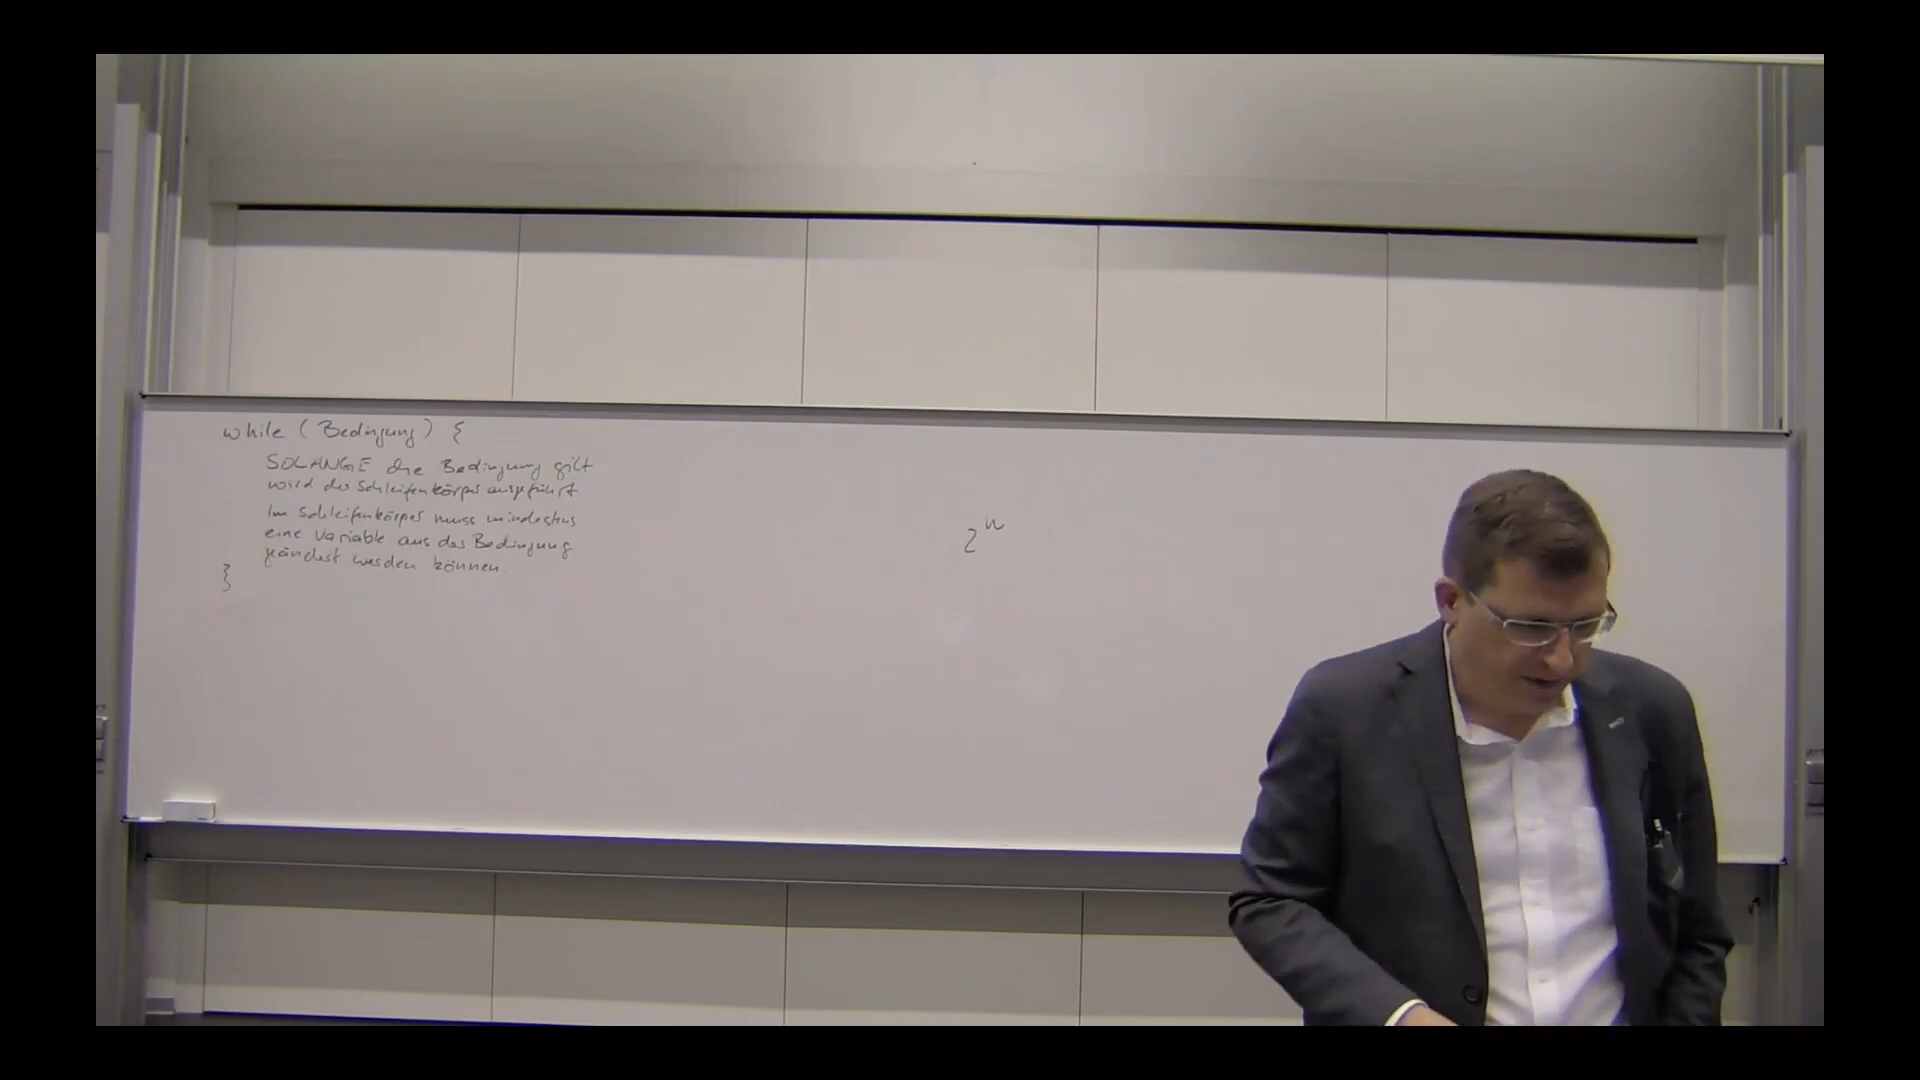 while (Bedingung) {
SOLANGE die Bedingung gilt
wird der Schleifenkörper ausgeführt
Im Schleifenkörper muss mindestens
eine Variable aus der Bedingung
geändert werden können.
}
2^n